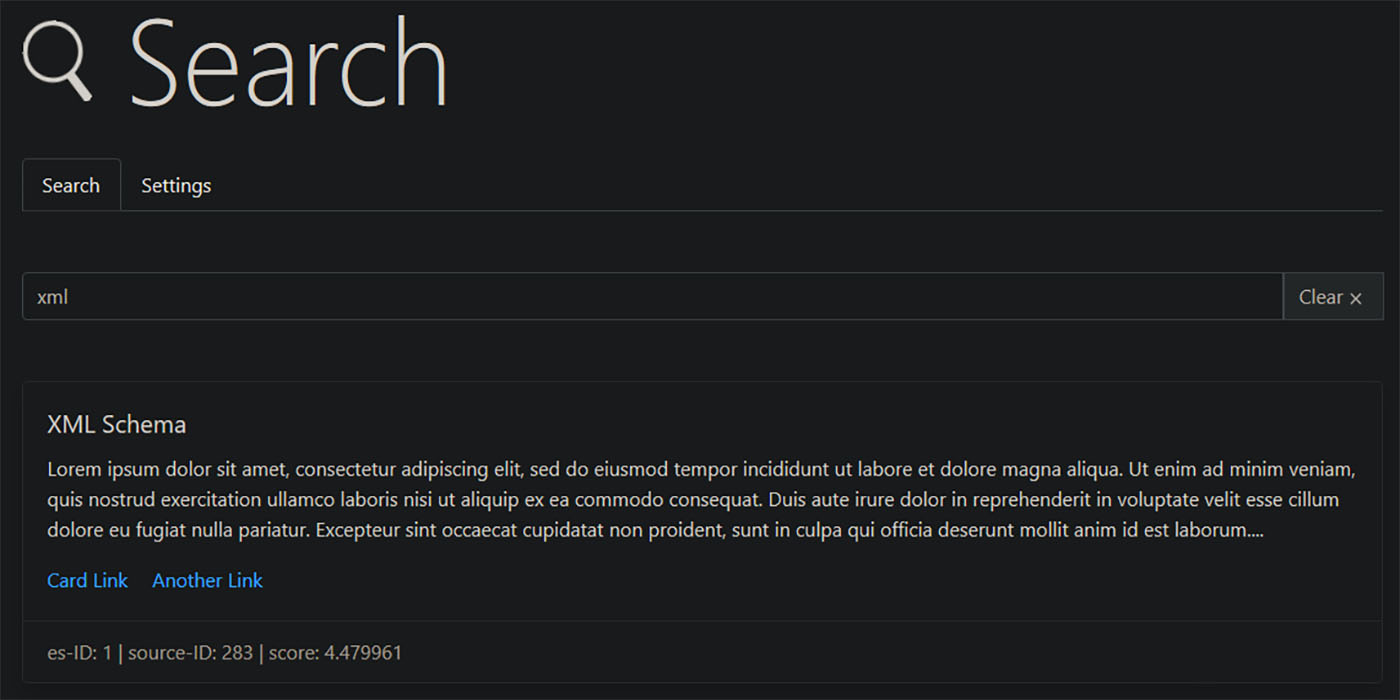 Search
Search Settings
xml Clear ×
XML Schema
Lorem ipsum dolor sit amet, consectetur adipiscing elit, sed do eiusmod tempor incididunt ut labore et dolore magna aliqua. Ut enim ad minim veniam,
quis nostrud exercitation ullamco laboris nisi ut aliquip ex ea commodo consequat. Duis aute irure dolor in reprehenderit in voluptate velit esse cillum
dolore eu fugiat nulla pariatur. Excepteur sint occaecat cupidatat non proident, sunt in culpa qui officia deserunt mollit anim id est laborum....
Card Link Another Link
es-ID: 1 | source-ID: 283 | score: 4.479961